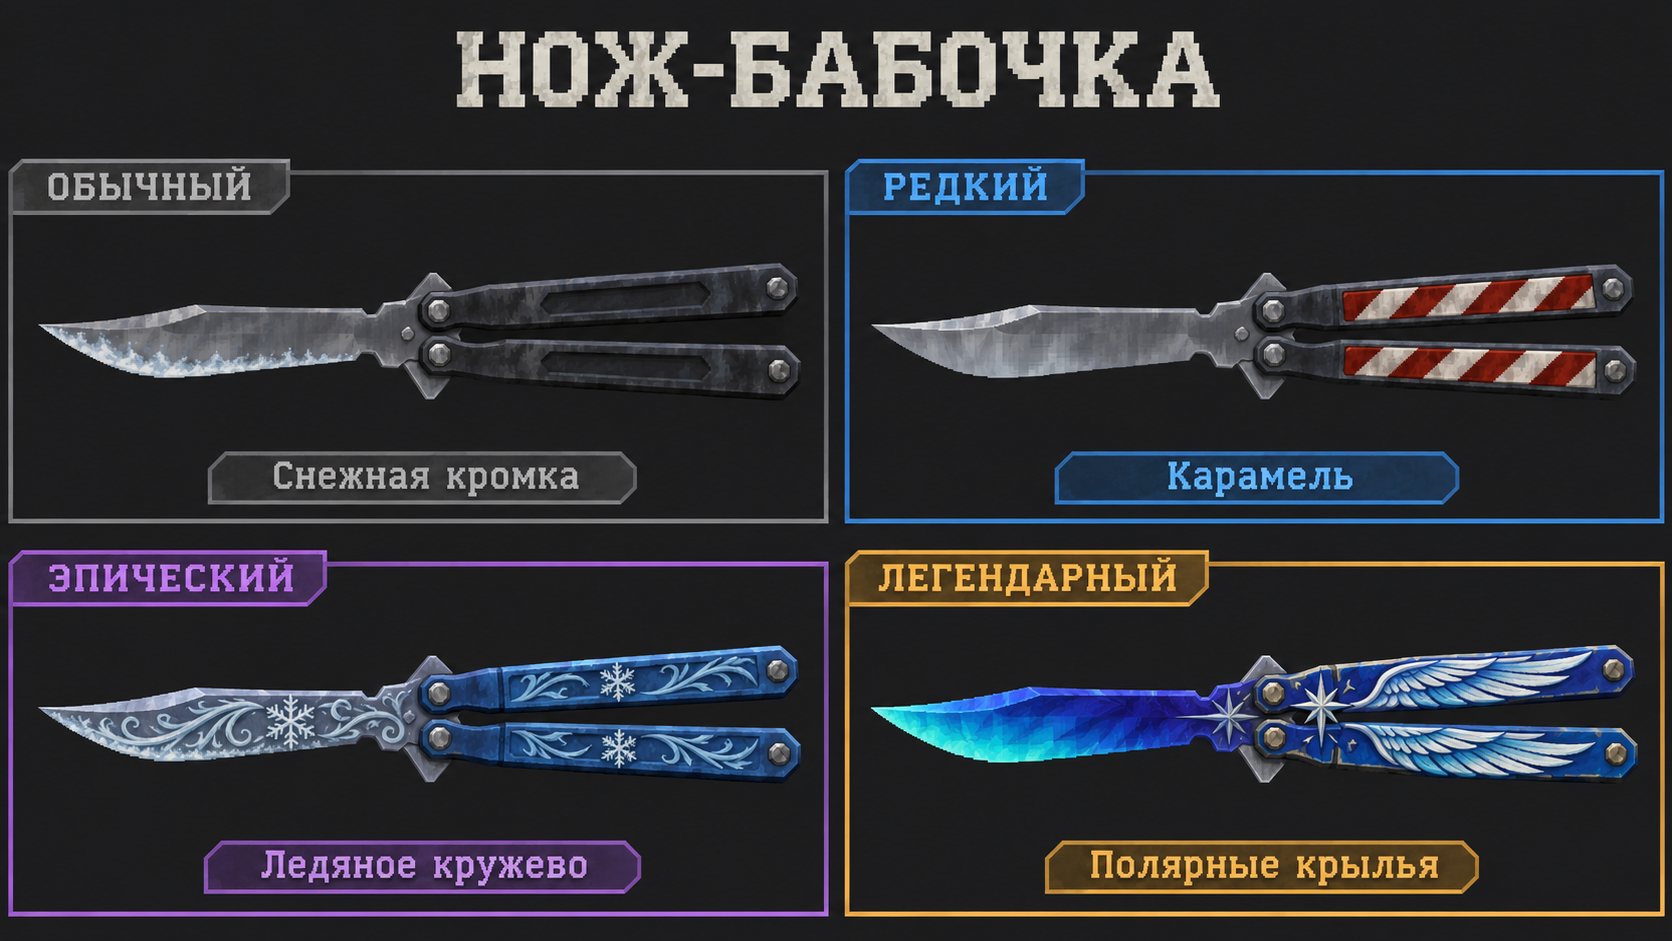 НОЖ-БАБОЧКА
ОБЫЧНЫЙ
Снежная кромка
РЕДКИЙ
Карамель
ЭПИЧЕСКИЙ
Ледяное кружево
ЛЕГЕНДАРНЫЙ
Полярные крылья